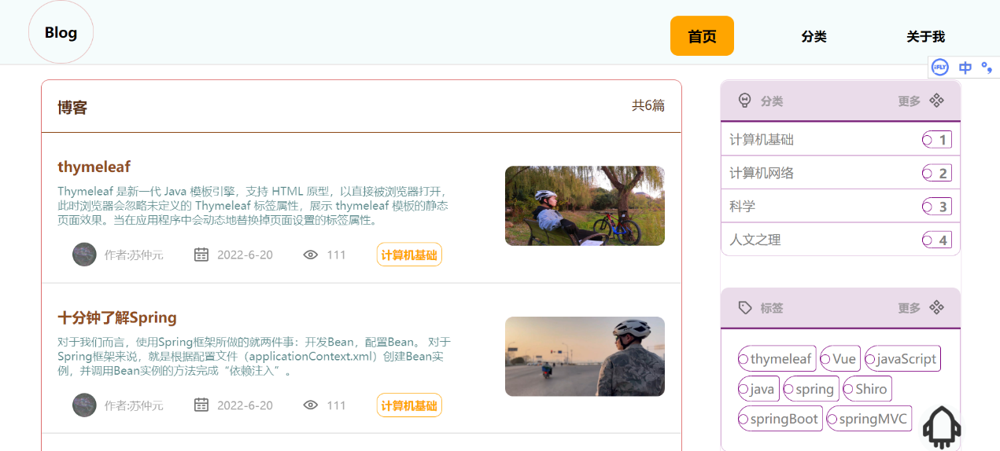 Blog
首页
分类
关于我
iFLY 中 °,
博客
共6篇
thymeleaf
Thymeleaf 是新一代 Java 模板引擎，支持 HTML 原型，以直接被浏览器打开，
此时浏览器会忽略未定义的 Thymeleaf 标签属性，展示 thymeleaf 模板的静态
页面效果。当在应用程序中会动态地替换掉页面设置的标签属性。
作者:苏仲元
2022-6-20
111
计算机基础
十分钟了解Spring
对于我们而言，使用Spring框架所做的就两件事：开发Bean，配置Bean。 对于
Spring框架来说，就是根据配置文件（applicationContext.xml）创建Bean实
例，并调用Bean实例的方法完成“依赖注入”。
作者:苏仲元
2022-6-20
111
计算机基础
分类
更多
计算机基础 1
计算机网络 2
科学 3
人文之理 4
标签
更多
thymeleaf Vue javaScript
java spring Shiro
springBoot springMVC